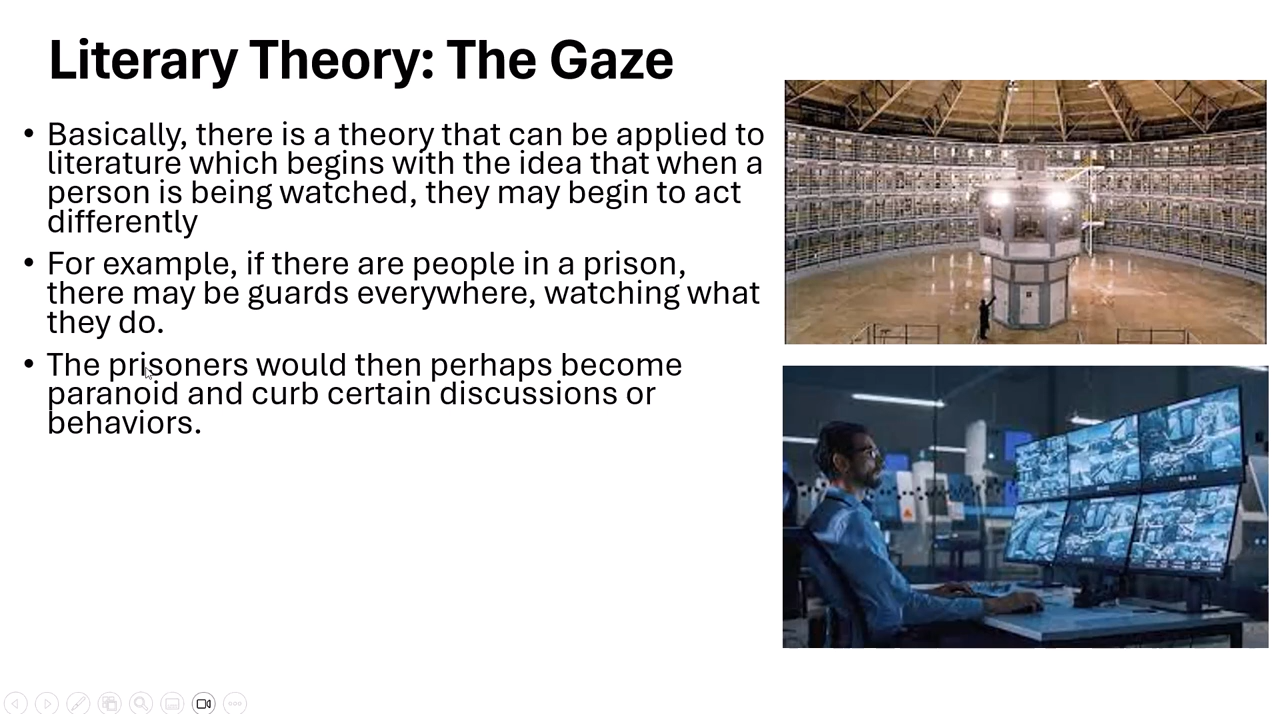 Literary Theory: The Gaze
• Basically, there is a theory that can be applied to
literature which begins with the idea that when a
person is being watched, they may begin to act
differently
• For example, if there are people in a prison,
there may be guards everywhere, watching what
they do.
• The prisoners would then perhaps become
paranoid and curb certain discussions or
behaviors.